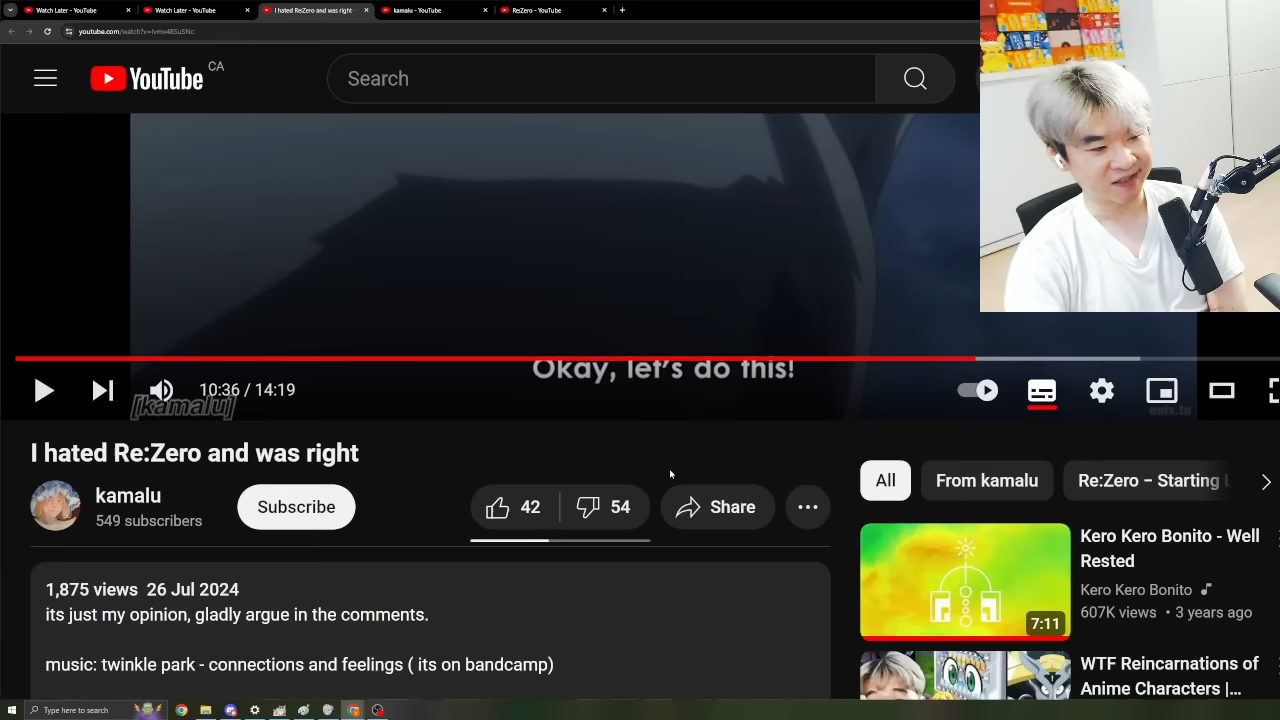 Watch Later - YouTube
Watch Later - YouTube
I hated Re:Zero and was right
kamalu - YouTube
Re:Zero - YouTube
YouTube CA
Search
Okay, let's do this!
10:36 / 14:19
[kamalu]
enix.to
I hated Re:Zero and was right
kamalu
549 subscribers
Subscribe
42
54
Share
All
From kamalu
Re:Zero – Starting
1,875 views 26 Jul 2024
its just my opinion, gladly argue in the comments.
music: twinkle park - connections and feelings ( its on bandcamp)
Kero Kero Bonito - Well
Rested
Kero Kero Bonito
607K views • 3 years ago
7:11
WTF Reincarnations of
Anime Characters |...
Type here to search